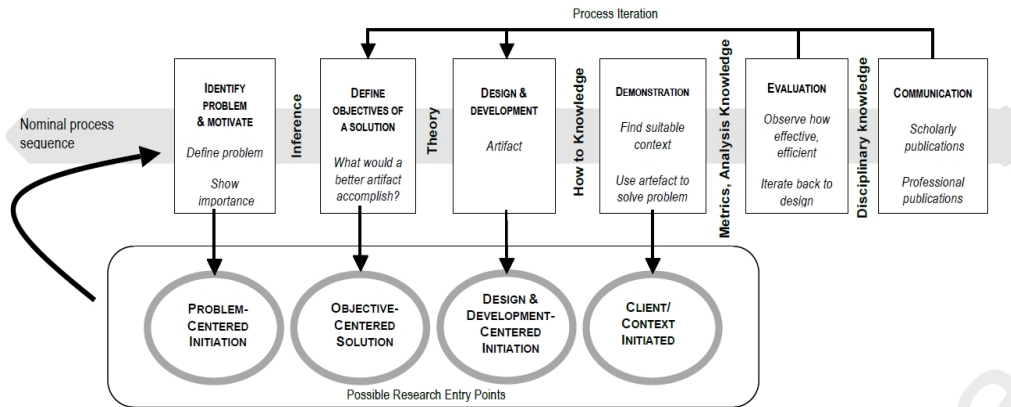 Process Iteration
Nominal process
sequence
IDENTIFY
PROBLEM
& MOTIVATE
Define problem
Show
importance
Inference
DEFINE
OBJECTIVES OF
A SOLUTION
What would a
better artifact
accomplish?
Theory
DESIGN &
DEVELOPMENT
Artifact
How to Knowledge
DEMONSTRATION
Find suitable
context
Use artefact to
solve problem
Metrics, Analysis Knowledge
EVALUATION
Observe how
effective,
efficient
Iterate back to
design
Disciplinary knowledge
COMMUNICATION
Scholarly
publications
Professional
publications
PROBLEM-
CENTERED
INITIATION
OBJECTIVE-
CENTERED
SOLUTION
DESIGN &
DEVELOPMENT-
CENTERED
INITIATION
CLIENT/
CONTEXT
INITIATED
Possible Research Entry Points